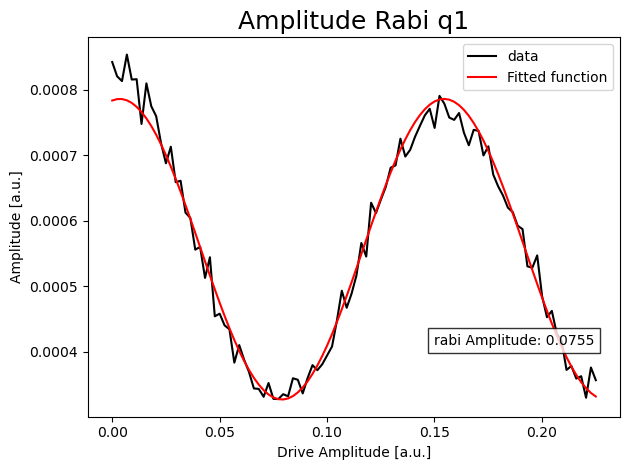 Amplitude Rabi q1
data
Fitted function
Amplitude [a.u.]
0.0008
0.0007
0.0006
0.0005
0.0004
rabi Amplitude: 0.0755
0.00
0.05
0.10
0.15
0.20
Drive Amplitude [a.u.]